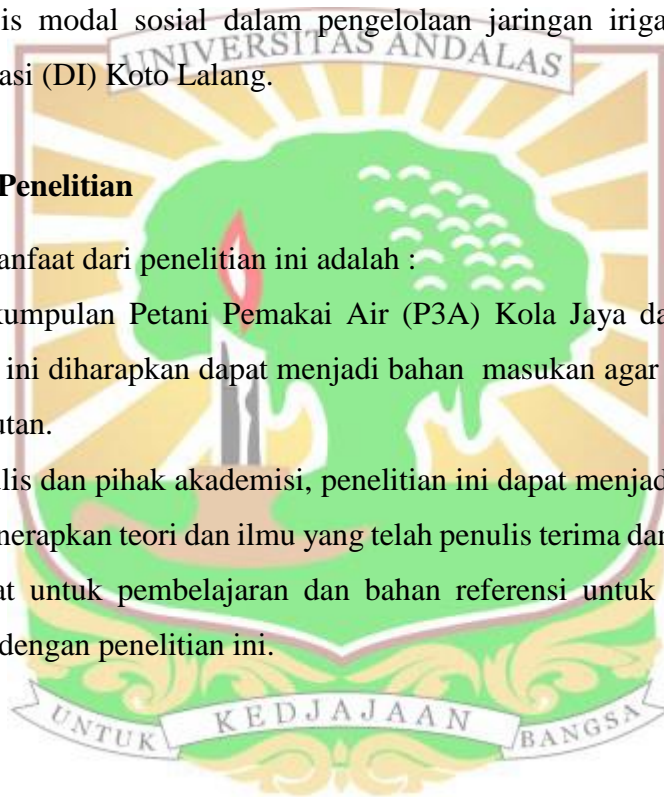 is modal sosial dalam pengelolaan jaringan iriga
UNIVERSITAS ANDALAS
asi (DI) Koto Lalang.
Penelitian
anfaat dari penelitian ini adalah :
kumpulan Petani Pemakai Air (P3A) Kola Jaya da
ini diharapkan dapat menjadi bahan masukan agar
utan.
lis dan pihak akademisi, penelitian ini dapat menjad
nerapkan teori dan ilmu yang telah penulis terima dar
at untuk pembelajaran dan bahan referensi untuk
dengan penelitian ini.
UNTUK KEDJAJAAN BANGSA